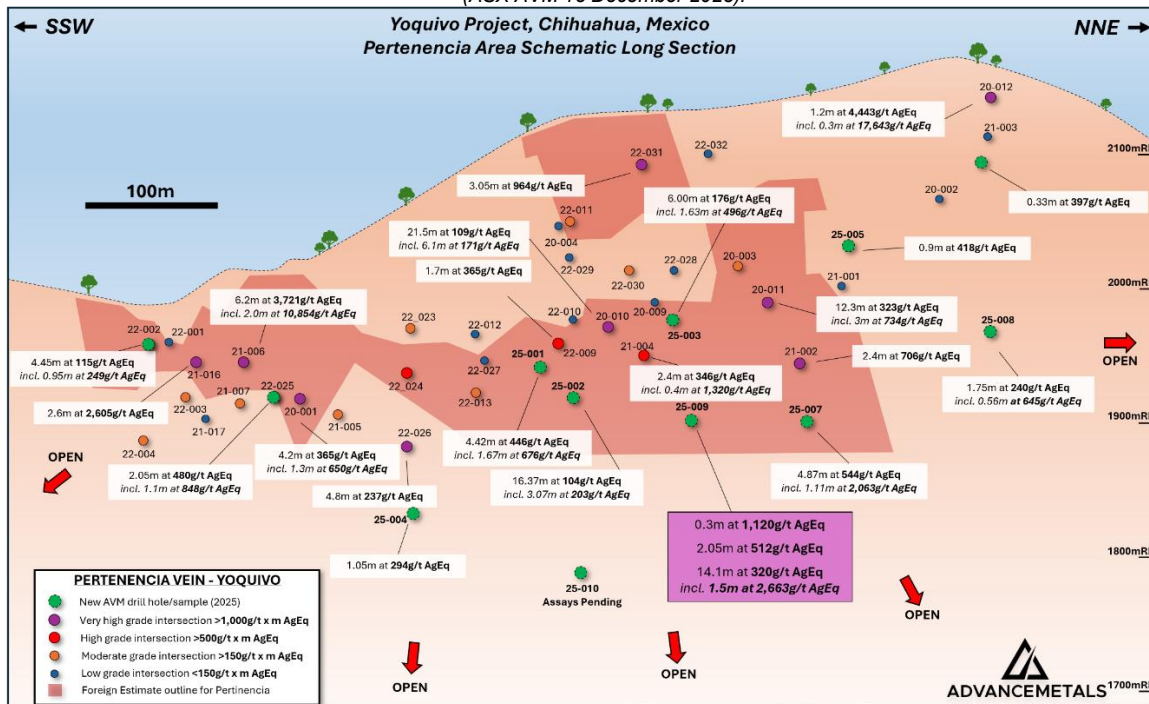 (ASX AVM 16 December 2025).
← SSW
Yoquivo Project, Chihuahua, Mexico
Pertenencia Area Schematic Long Section
NNE →
20-012
1.2m at 4,443g/t AgEq
incl. 0.3m at 17,643g/t AgEq
21-003
2100mRl
22-031
22-032
100m
3.05m at 964g/t AgEq
6.00m at 176g/t AgEq
incl. 1.63m at 496g/t AgEq
20-002
0.33m at 397g/t AgEq
22-011
21.5m at 109g/t AgEq
incl. 6.1m at 171g/t AgEq
20-004
25-005
0.9m at 418g/t AgEq
1.7m at 365g/t AgEq
22-029
22-028
20-003
22-030
21-001
2000mRl
6.2m at 3,721g/t AgEq
incl. 2.0m at 10,854g/t AgEq
20-011
12.3m at 323g/t AgEq
incl. 3m at 734g/t AgEq
22-002
22-001
22-023
22-012
22-010
20-010
20-009
25-003
25-008
4.45m at 115g/t AgEq
incl. 0.95m at 249g/t AgEq
21-016
21-006
25-001
22-009
21-004
21-002
2.4m at 706g/t AgEq
OPEN
22-027
22-024
2.4m at 346g/t AgEq
incl. 0.4m at 1,320g/t AgEq
1.75m at 240g/t AgEq
incl. 0.56m at 645g/t AgEq
2.6m at 2,605g/t AgEq
22-003
21-007
22-025
25-002
22-013
21-017
20-001
21-005
25-009
25-007
1900mRl
22-004
22-026
4.42m at 446g/t AgEq
incl. 1.67m at 676g/t AgEq
OPEN
2.05m at 480g/t AgEq
incl. 1.1m at 848g/t AgEq
4.2m at 365g/t AgEq
incl. 1.3m at 650g/t AgEq
16.37m at 104g/t AgEq
incl. 3.07m at 203g/t AgEq
4.87m at 544g/t AgEq
incl. 1.11m at 2,063g/t AgEq
4.8m at 237g/t AgEq
25-004
0.3m at 1,120g/t AgEq
2.05m at 512g/t AgEq
14.1m at 320g/t AgEq
incl. 1.5m at 2,663g/t AgEq
1.05m at 294g/t AgEq
1800mRl
25-010
Assays Pending
OPEN
OPEN
OPEN
PERTENENCIA VEIN - YOQUIVO
New AVM drill hole/sample (2025)
Very high grade intersection >1,000g/t x m AgEq
High grade intersection >500g/t x m AgEq
Moderate grade intersection >150g/t x m AgEq
Low grade intersection <150g/t x m AgEq
Foreign Estimate outline for Pertinencia
ADVANCEMETALS
1700mRl